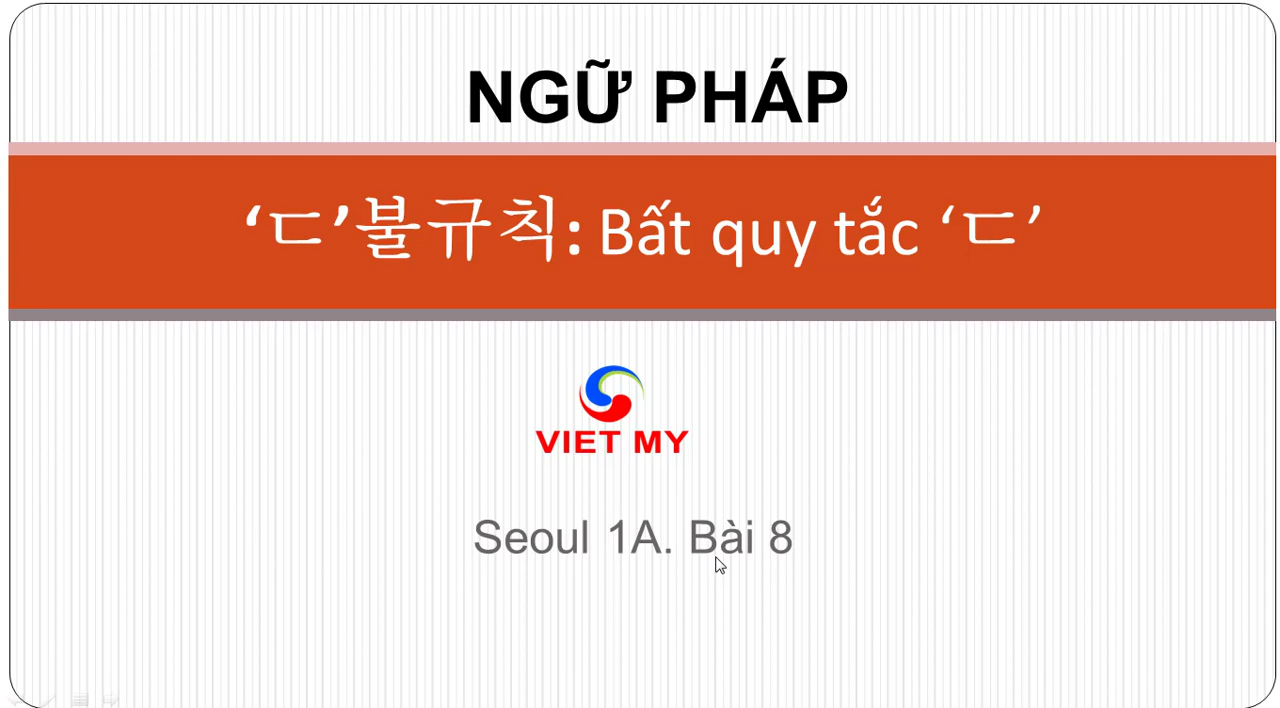 NGỮ PHÁP
‘ㄷ’불규칙: Bất quy tắc ‘ㄷ’
VIET MY
Seoul 1A. Bài 8